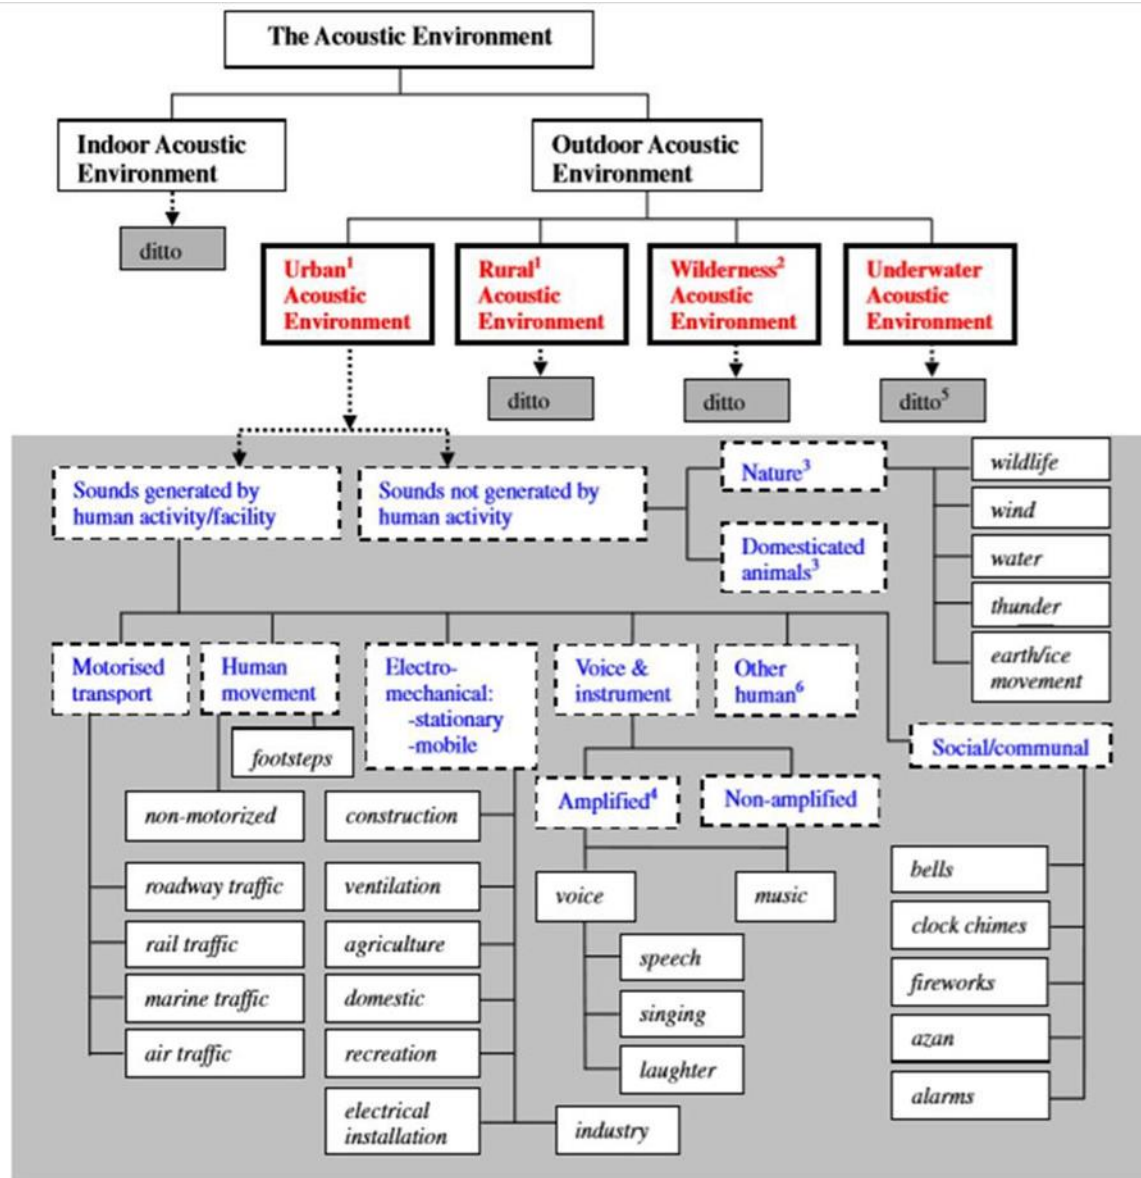 The Acoustic Environment
Indoor Acoustic
Environment
Outdoor Acoustic
Environment
ditto
Urban¹
Acoustic
Environment
Rural¹
Acoustic
Environment
Wilderness²
Acoustic
Environment
Underwater
Acoustic
Environment
ditto
ditto
ditto⁵
Sounds generated by
human activity/facility
Sounds not generated by
human activity
Nature³
Domesticated
animals³
wildlife
wind
water
thunder
earth/ice
movement
Motorised
transport
Human
movement
Electro-
mechanical:
-stationary
-mobile
Voice &
instrument
Other
human⁶
Social/communal
footsteps
non-motorized
roadway traffic
rail traffic
marine traffic
air traffic
construction
ventilation
agriculture
domestic
recreation
electrical
installation
industry
Amplified⁴
Non-amplified
voice
music
speech
singing
laughter
bells
clock chimes
fireworks
azan
alarms